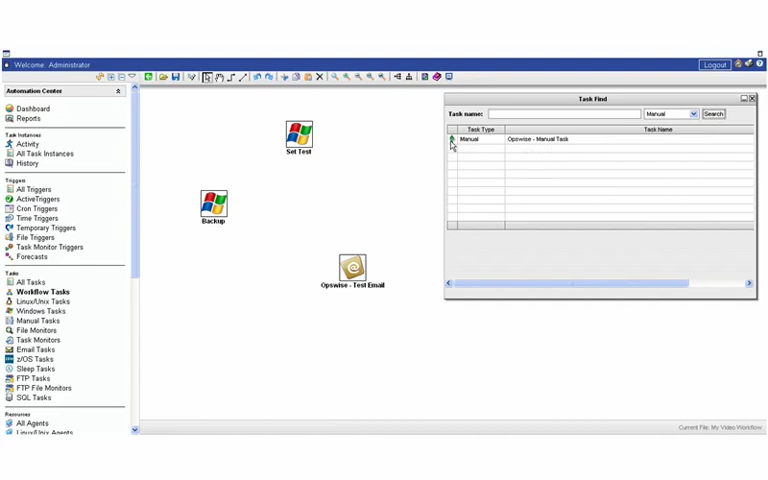 Welcome: Administrator
Logout
Automation Center
Dashboard
Reports
Task Instances
Activity
All Task Instances
History
Triggers
All Triggers
ActiveTriggers
Cron Triggers
Time Triggers
Temporary Triggers
File Triggers
Task Monitor Triggers
Forecasts
Tasks
All Tasks
Workflow Tasks
Linux/Unix Tasks
Windows Tasks
Manual Tasks
File Monitors
Task Monitors
Email Tasks
z/OS Tasks
Sleep Tasks
FTP Tasks
FTP File Monitors
SQL Tasks
Resources
All Agents
Linux/Unix Agents
Set Test
Backup
Opswise - Test Email
Task Find
Task name: Manual Search
Task Type Task Name
Manual Opswise - Manual Task
Current File: My Video Workflow